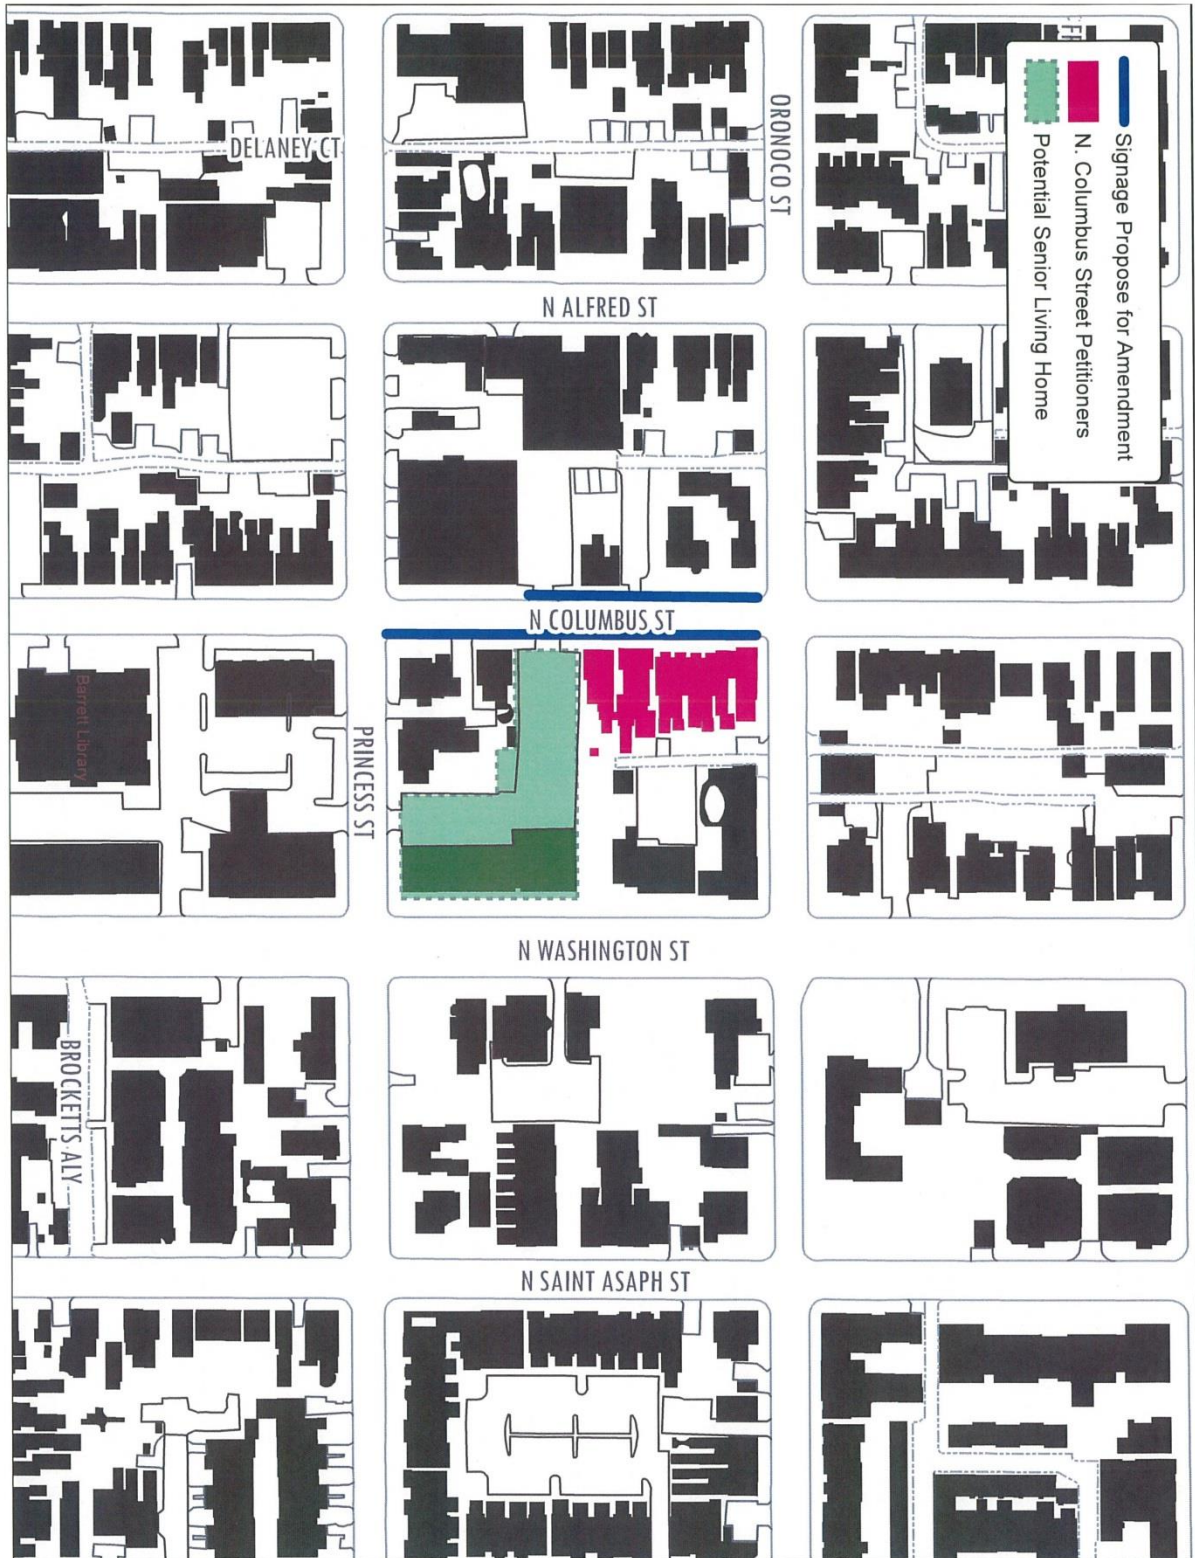 Signage Propose for Amendment
N. Columbus Street Petitioners
Potential Senior Living Home
ORONOCO ST
DELANEY CT
N ALFRED ST
N COLUMBUS ST
Barrett Library
PRINCESS ST
N WASHINGTON ST
BROCKETTS ALY
N SAINT ASAPH ST